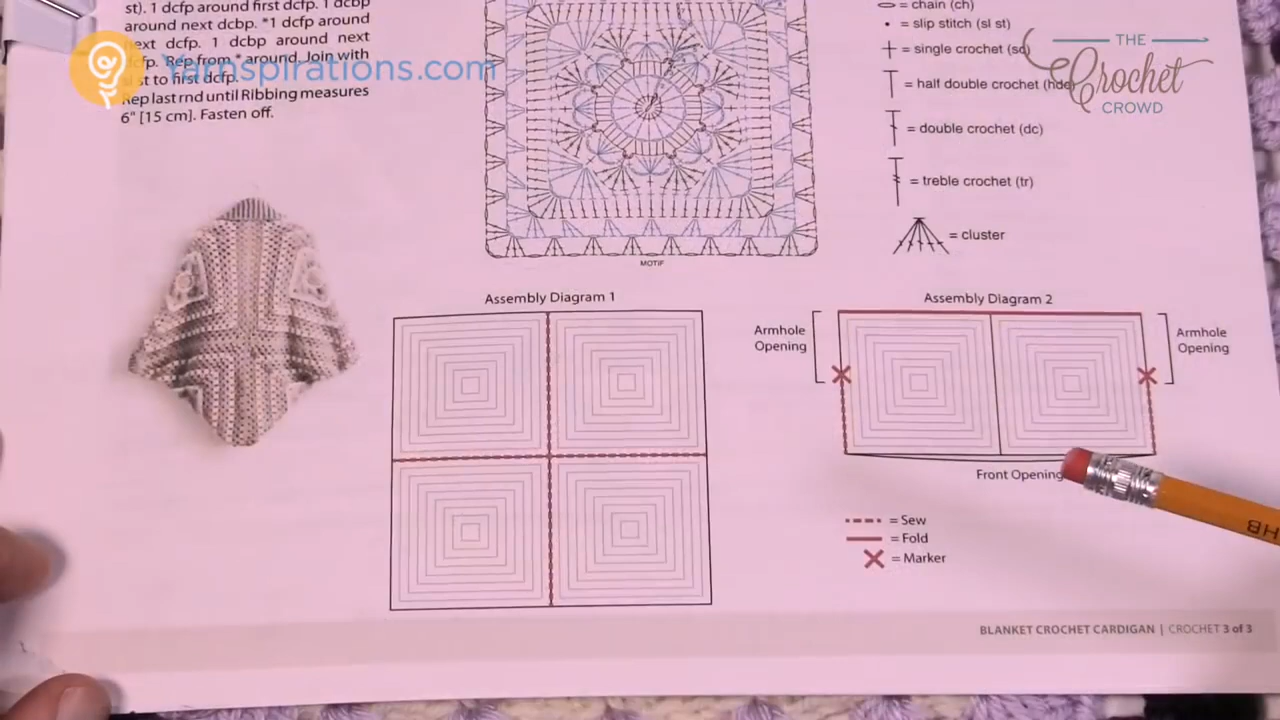 st). 1 dcfp around first dcfp. 1 dcbp
around next dcbp. *1 dcfp around
next dcfp. 1 dcbp around next
dcfp. Rep from * around. Join with
sl st to first dcfp.
Rep last rnd until Ribbing measures
6" [15 cm]. Fasten off.
Yarnspirations.com
MOTIF
= chain (ch)
= slip stitch (sl st)
= single crochet (sc)
= half double crochet (hdc)
= double crochet (dc)
= treble crochet (tr)
= cluster
THE
Crochet
CROWD
Assembly Diagram 1
Assembly Diagram 2
Armhole
Opening
Armhole
Opening
Front Opening
= Sew
= Fold
= Marker
HB
BLANKET CROCHET CARDIGAN | CROCHET 3 of 3